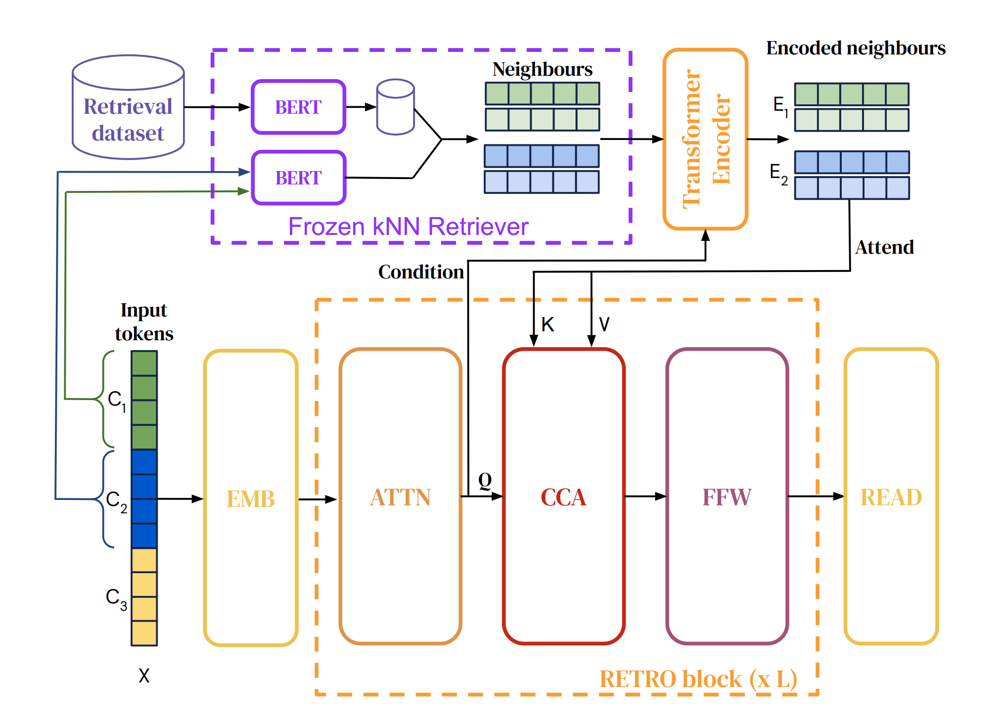 Encoded neighbours
Neighbours
Retrieval
dataset
BERT
BERT
Frozen kNN Retriever
Transformer
Encoder
E1
E2
Attend
Condition
Input
tokens
K
V
C1
C2
C3
X
EMB
ATTN
Q
CCA
FFW
READ
RETRO block (x L)